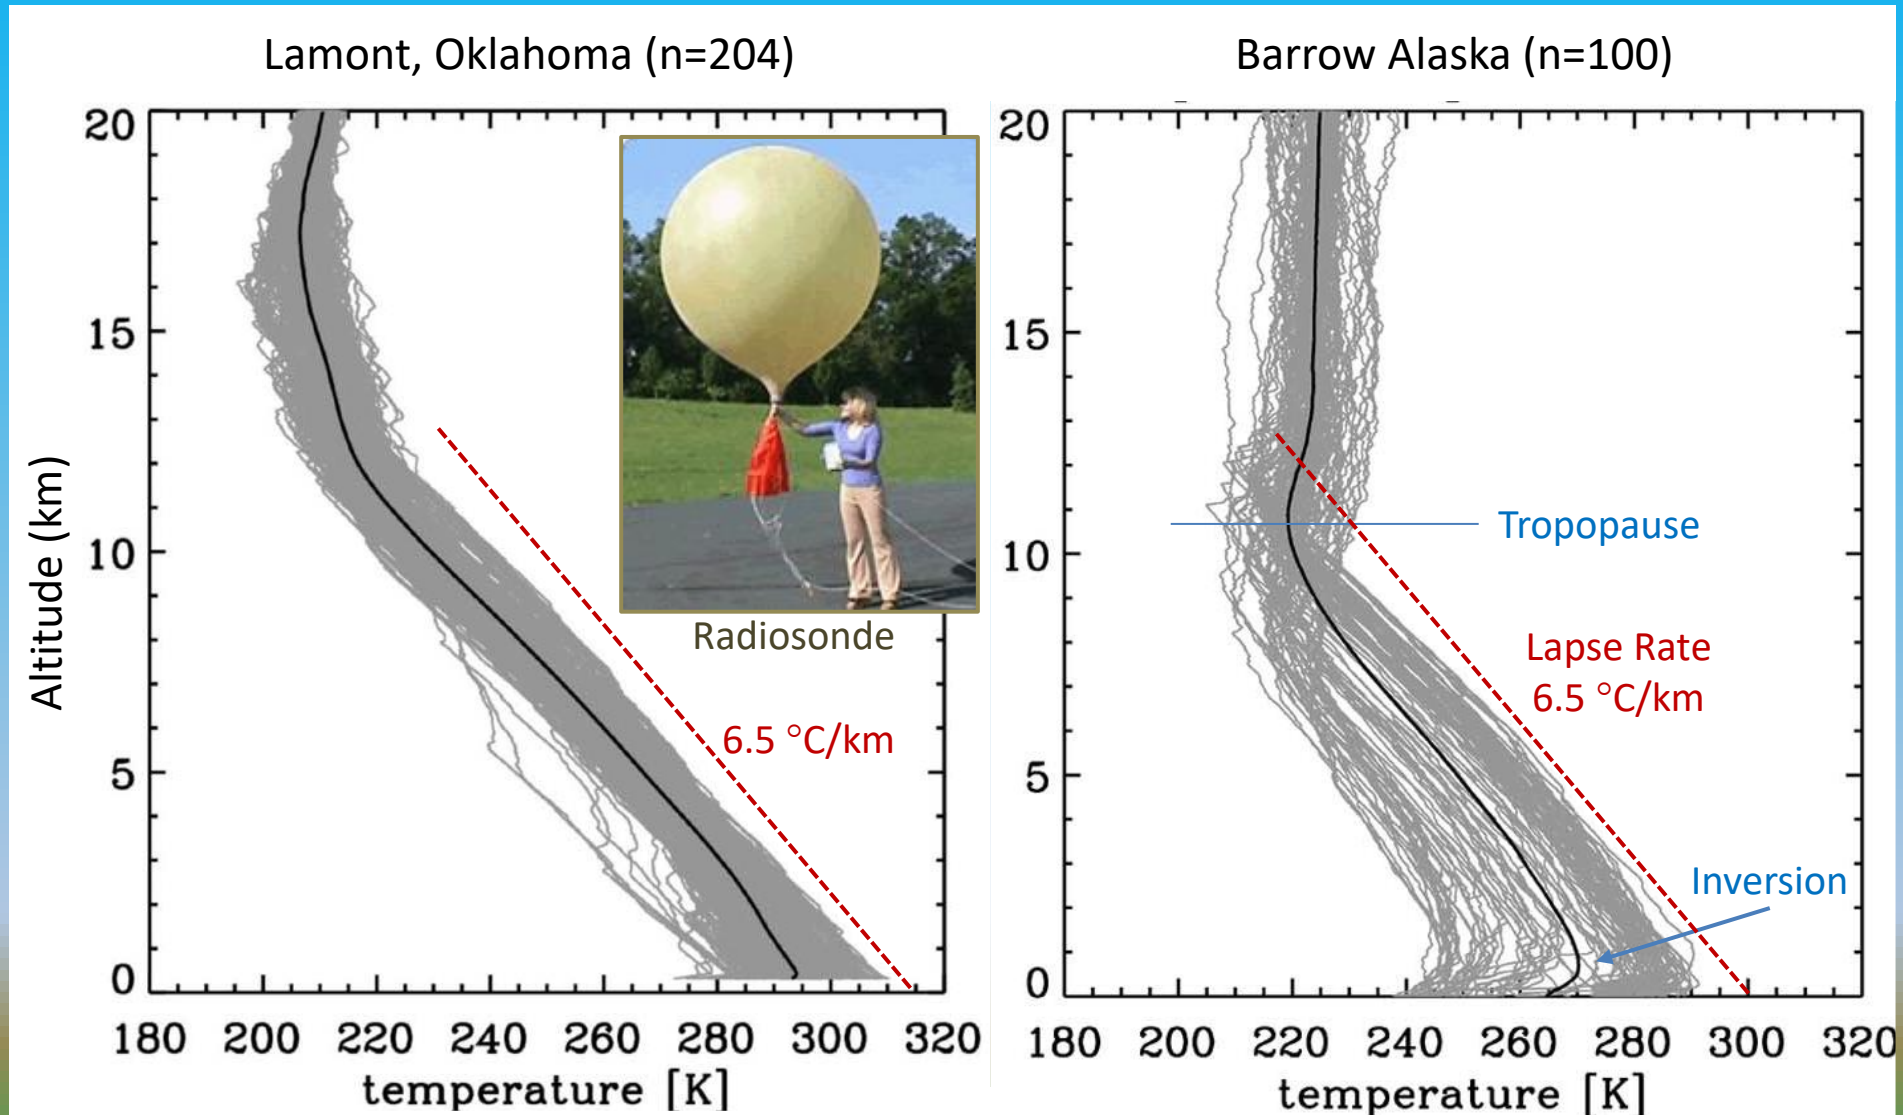 Lamont, Oklahoma (n=204)
Barrow Alaska (n=100)
Altitude (km)
20
15
10
5
0
180 200 220 240 260 280 300 320
temperature [K]
Radiosonde
6.5 °C/km
20
15
10
5
0
180 200 220 240 260 280 300 320
temperature [K]
Tropopause
Lapse Rate
6.5 °C/km
Inversion